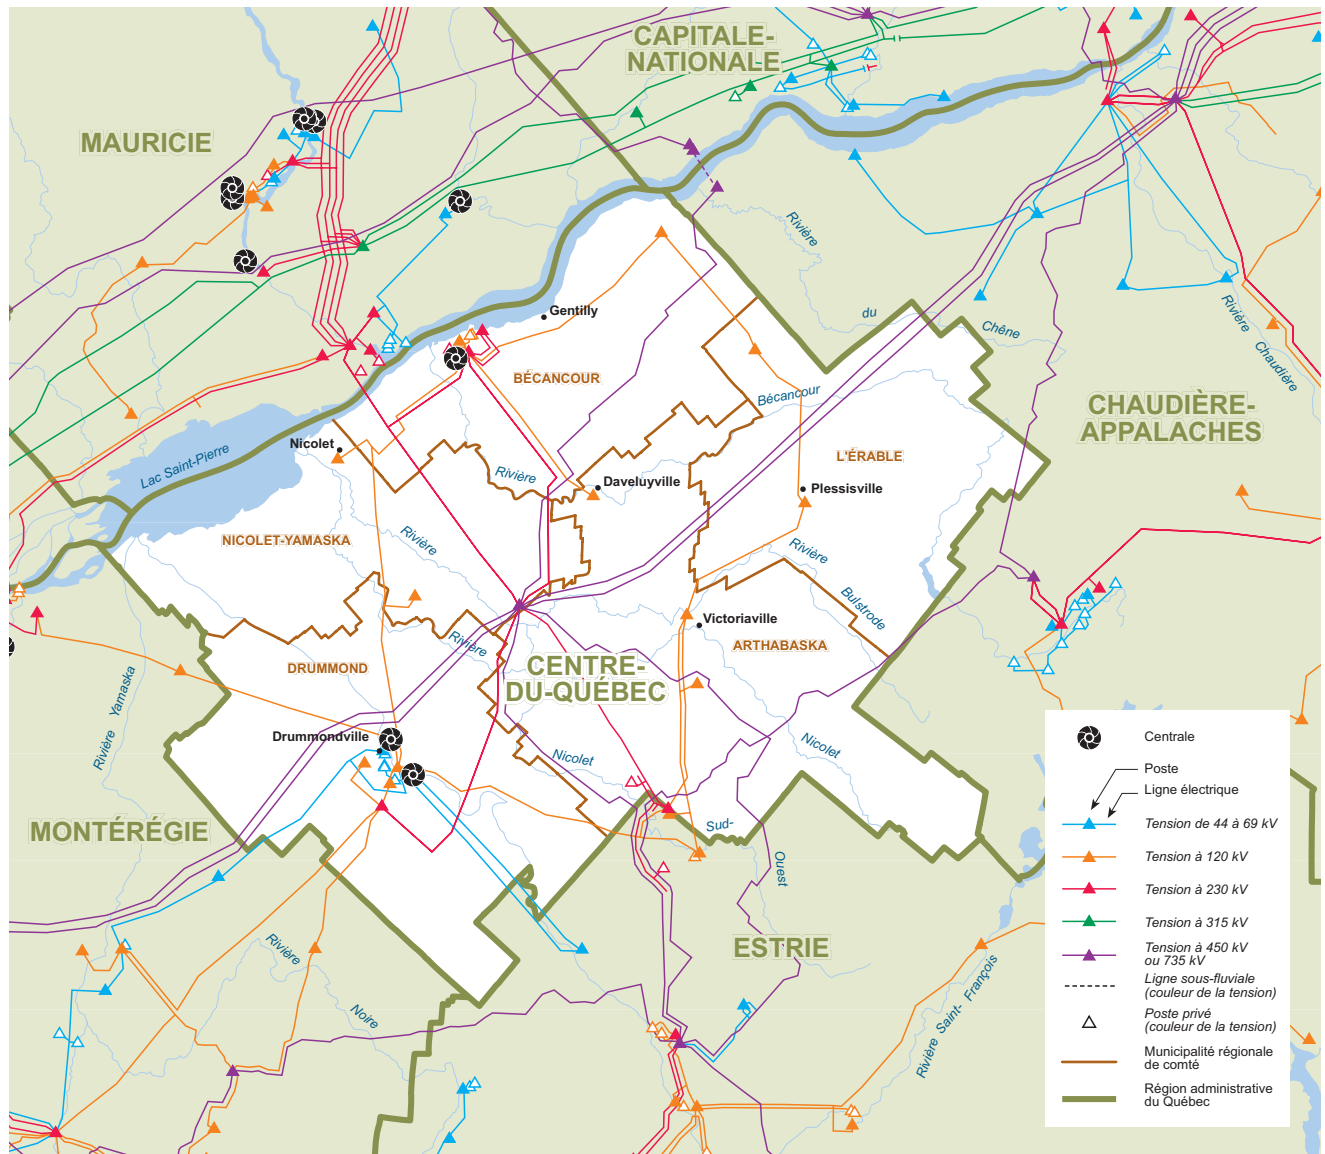 CAPITALE-
NATIONALE
MAURICIE
Rivière
du
Chêne
Rivière Chaudière
Gentilly
BÉCANCOUR
Bécancour
CHAUDIÈRE-
APPALACHES
Lac Saint-Pierre
Nicolet
Rivière
Daveluyville
L'ÉRABLE
Plessisville
NICOLET-YAMASKA
Rivière
Rivière
Bulstrode
Victoriaville
ARTHABASKA
Rivière
DRUMMOND
CENTRE-
DU-QUÉBEC
Rivière Yamaska
Drummondville
Nicolet
Nicolet
MONTÉRÉGIE
Sud-
Ouest
ESTRIE
Rivière
Noire
Rivière Saint- François
Centrale
Poste
Ligne électrique
Tension de 44 à 69 kV
Tension à 120 kV
Tension à 230 kV
Tension à 315 kV
Tension à 450 kV
ou 735 kV
Ligne sous-fluviale
(couleur de la tension)
Poste privé
(couleur de la tension)
Municipalité régionale
de comté
Région administrative
du Québec